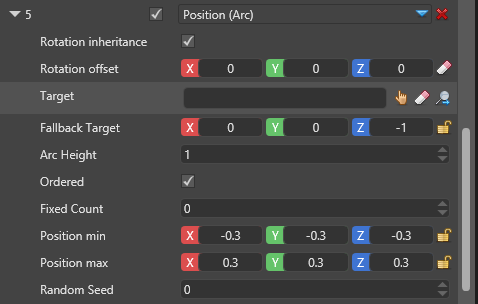 5 Position (Arc)
Rotation inheritance
Rotation offset X 0 Y 0 Z 0
Target
Fallback Target X 0 Y 0 Z -1
Arc Height 1
Ordered
Fixed Count 0
Position min X -0.3 Y -0.3 Z -0.3
Position max X 0.3 Y 0.3 Z 0.3
Random Seed 0